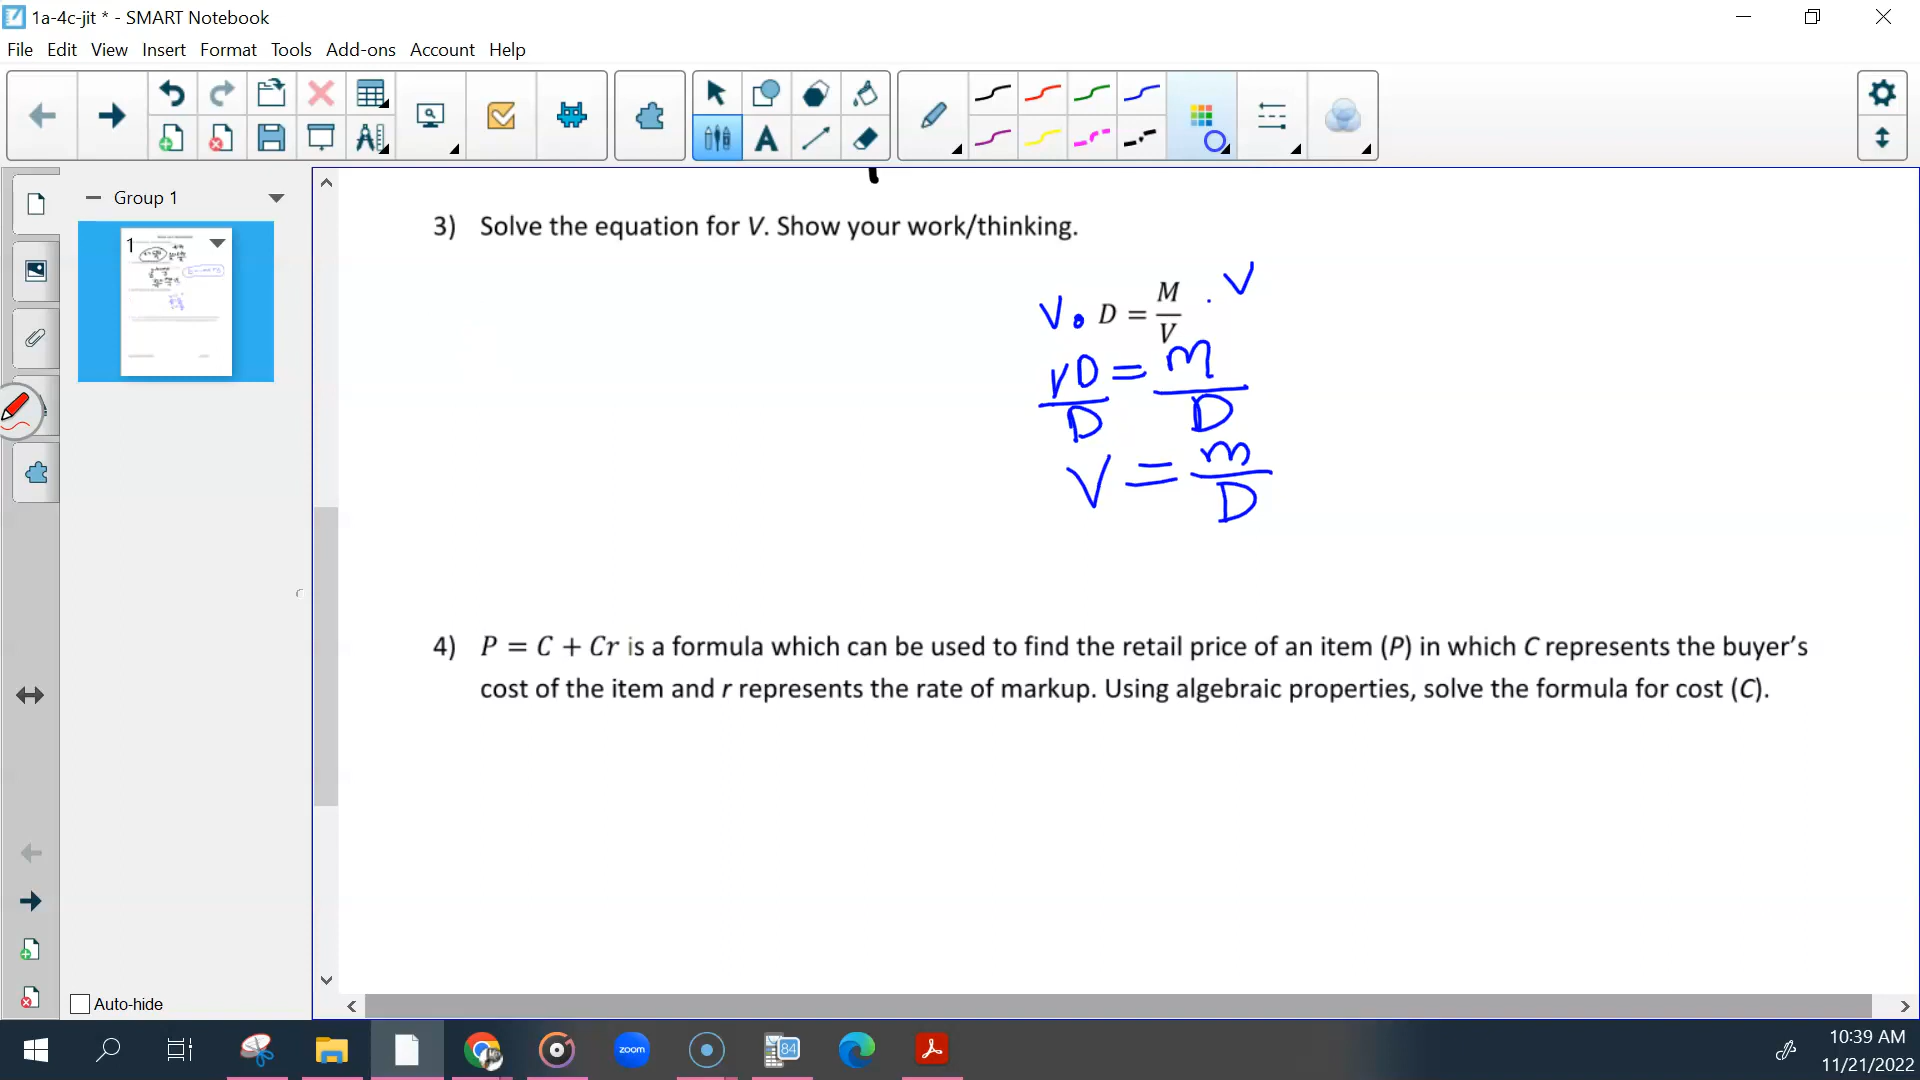 1a-4c-jit * - SMART Notebook
File Edit View Insert Format Tools Add-ons Account Help
Group 1
1
3) Solve the equation for V. Show your work/thinking.
V • D = M/V · V
VD/D = m/D
V = m/D
4) P = C + Cr is a formula which can be used to find the retail price of an item (P) in which C represents the buyer's
cost of the item and r represents the rate of markup. Using algebraic properties, solve the formula for cost (C).
Auto-hide
zoom
84
10:39 AM
11/21/2022